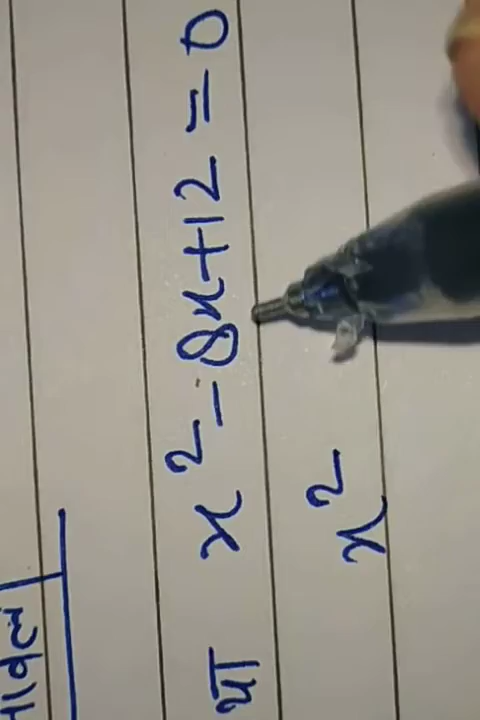 या x² - 8x + 12 = 0
x²